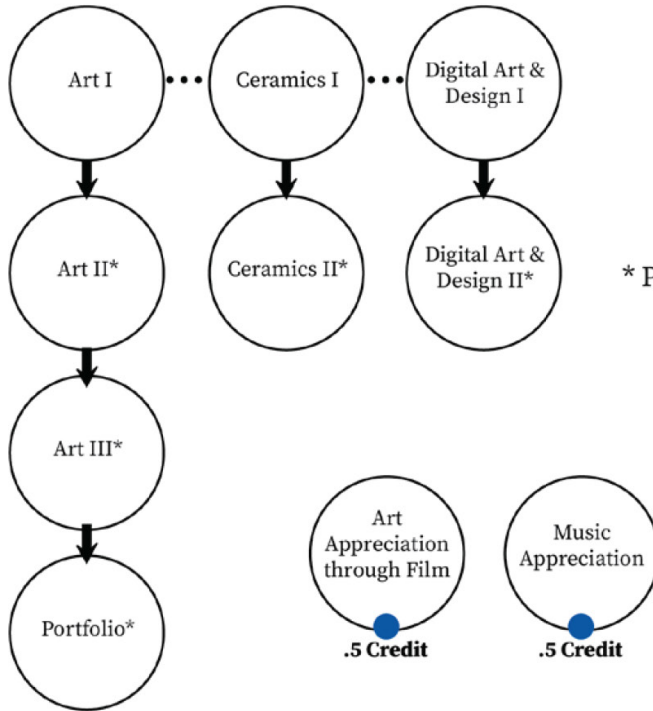 Art I
Ceramics I
Digital Art &
Design I
Art II*
Ceramics II*
Digital Art &
Design II*
* P
Art III*
Art
Appreciation
through Film
Music
Appreciation
Portfolio*
.5 Credit
.5 Credit